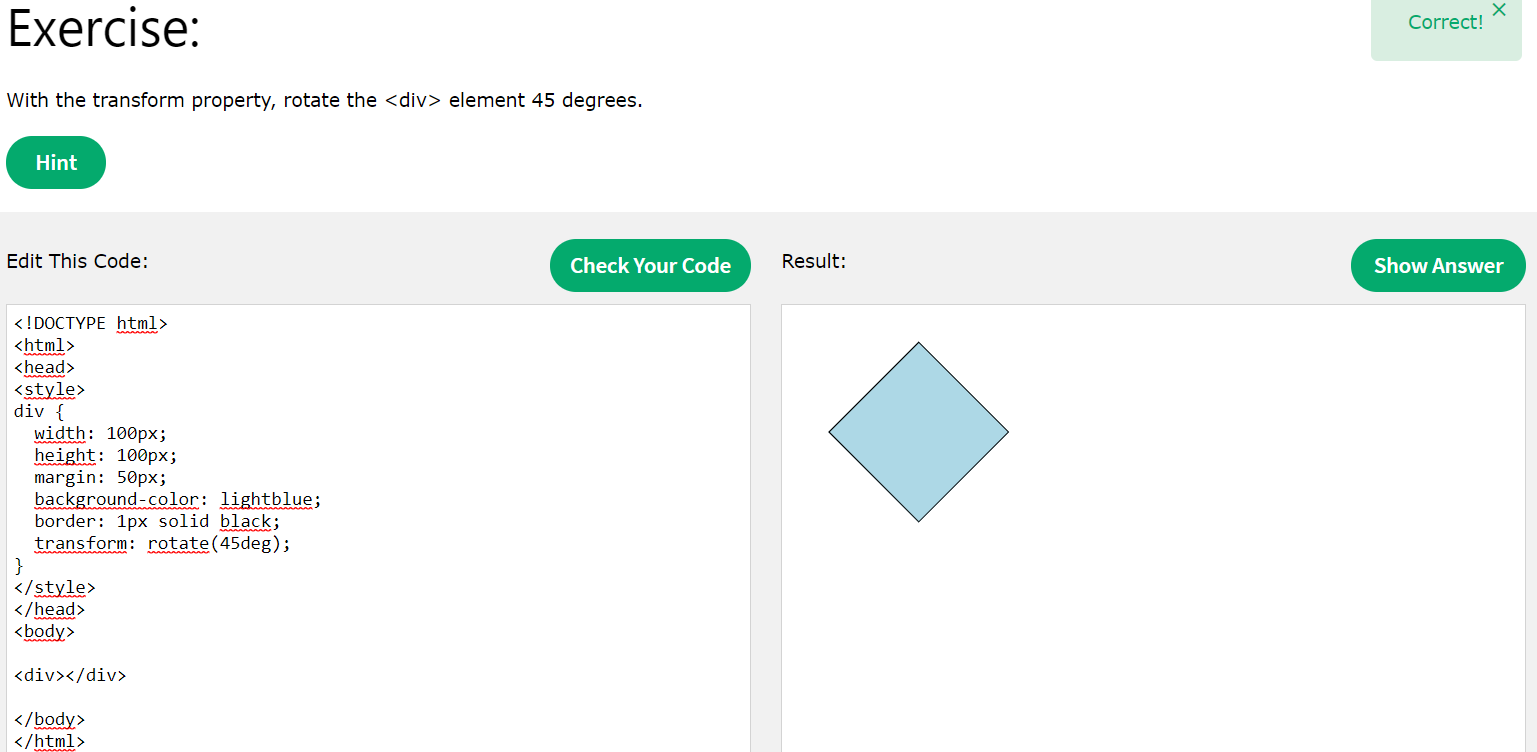 Exercise:
Correct!
×
With the transform property, rotate the <div> element 45 degrees.
Hint
Edit This Code:
Check Your Code
Result:
Show Answer
<!DOCTYPE html>
<html>
<head>
<style>
div {
  width: 100px;
  height: 100px;
  margin: 50px;
  background-color: lightblue;
  border: 1px solid black;
  transform: rotate(45deg);
}
</style>
</head>
<body>

<div></div>

</body>
</html>